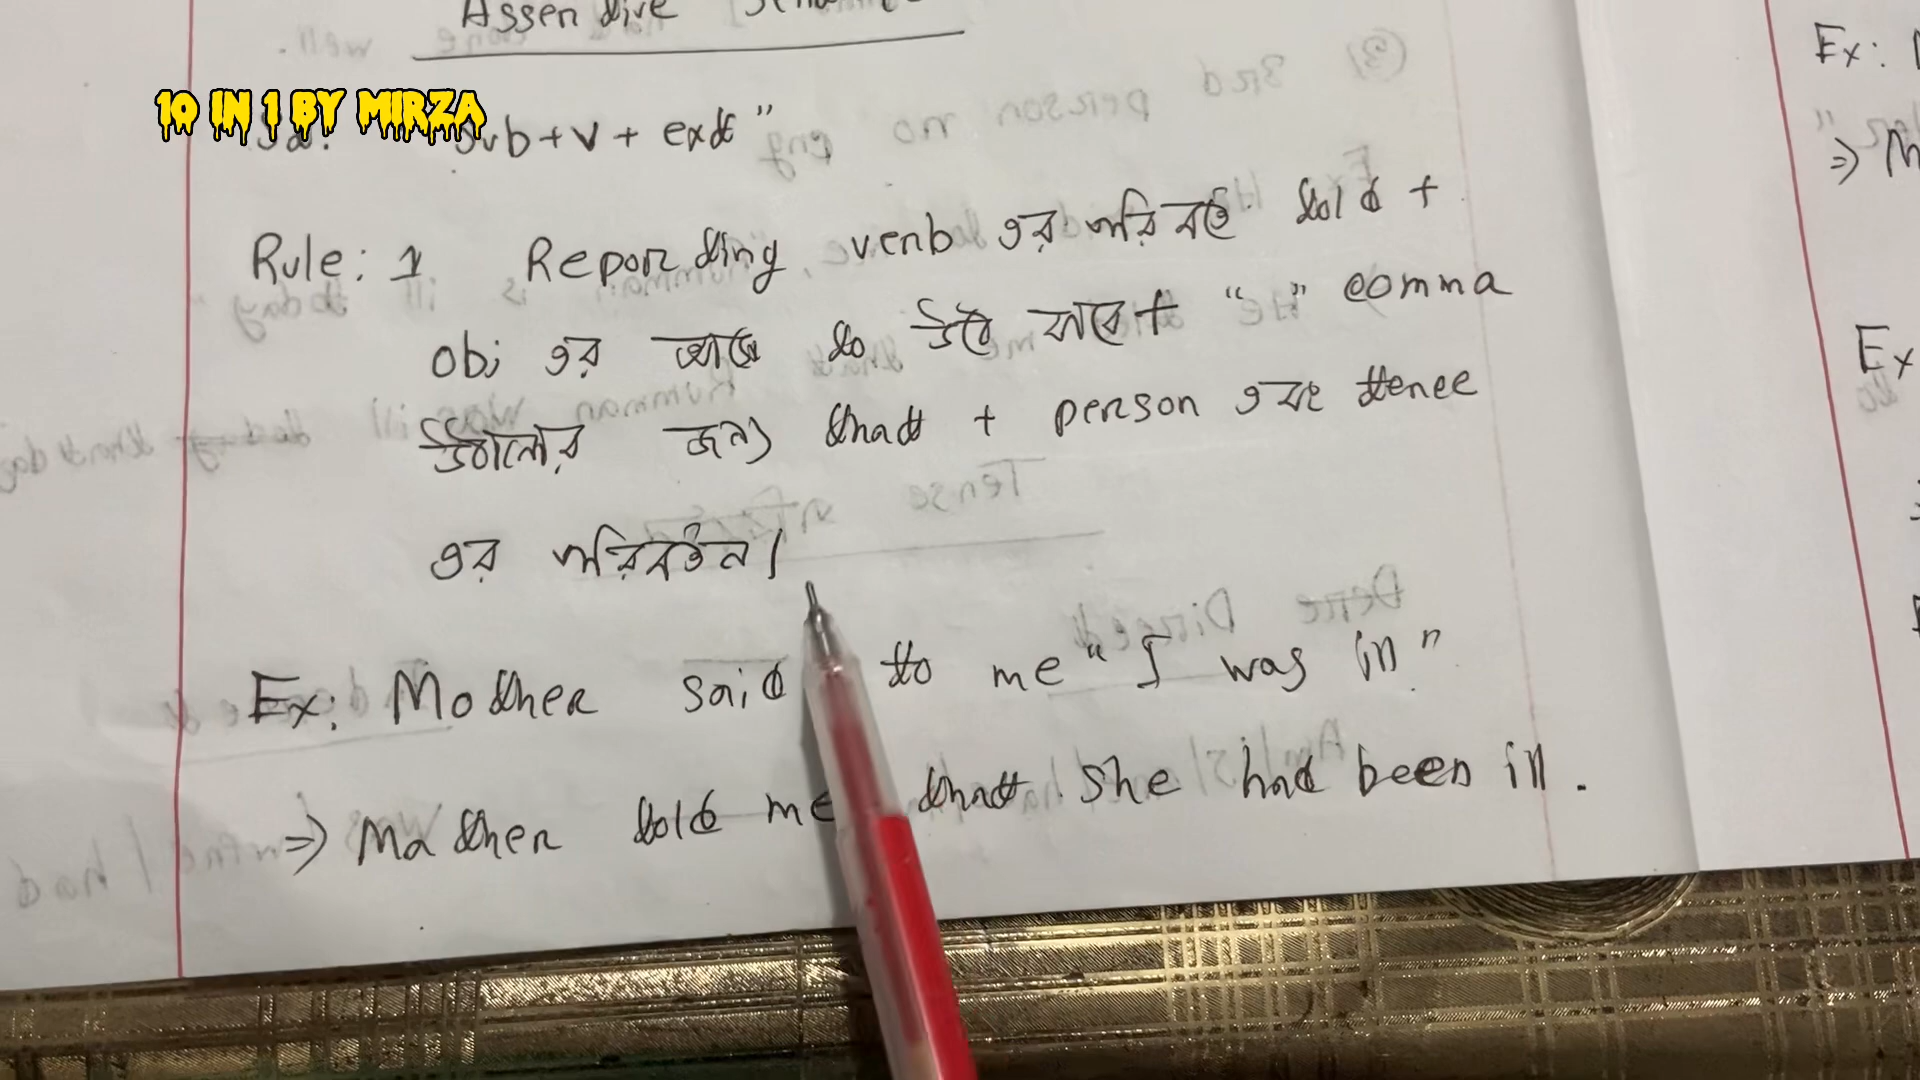 Assertive
10 IN 1 BY MIRZA
sub + v + ext"
Rule: 1 Reporting verb এর পরিবর্তে told +
obj এর আগে to উঠে যাবে + " " comma
উঠানোর জন্য that + person এবং tence
এর পরিবর্তন।
Ex: Mother said to me "I was ill"
⇒ Mather told me that she had been ill.
Ex:
⇒ M
Ex